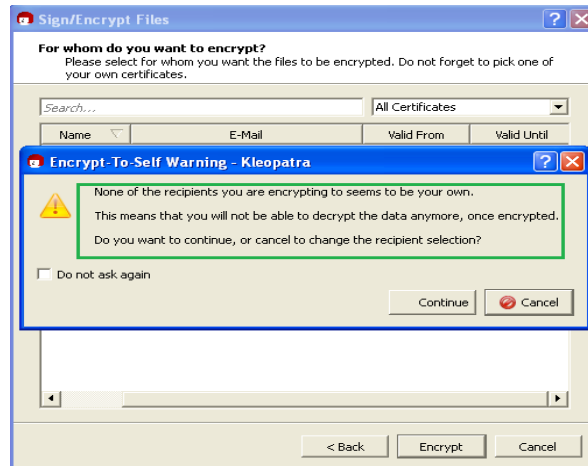 Sign/Encrypt Files
For whom do you want to encrypt?
Please select for whom you want the files to be encrypted. Do not forget to pick one of
your own certificates.
Search...
All Certificates
Name E-Mail Valid From Valid Until
Encrypt-To-Self Warning - Kleopatra
None of the recipients you are encrypting to seems to be your own.
This means that you will not be able to decrypt the data anymore, once encrypted.
Do you want to continue, or cancel to change the recipient selection?
Do not ask again
Continue Cancel
< Back Encrypt Cancel